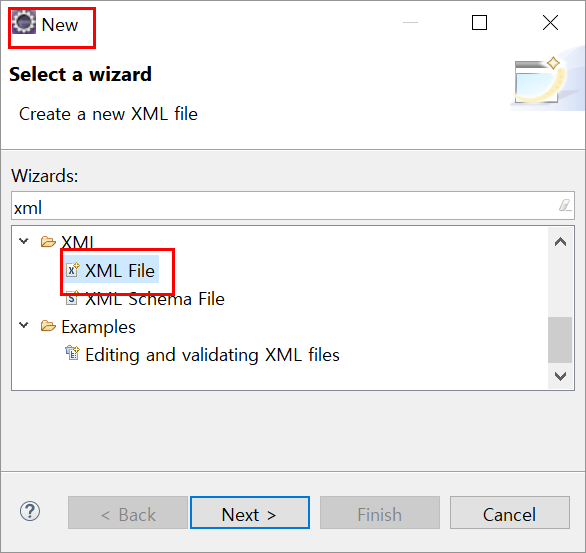 New
Select a wizard
Create a new XML file
Wizards:
xml
XML
XML File
XML Schema File
Examples
Editing and validating XML files
< Back
Next >
Finish
Cancel